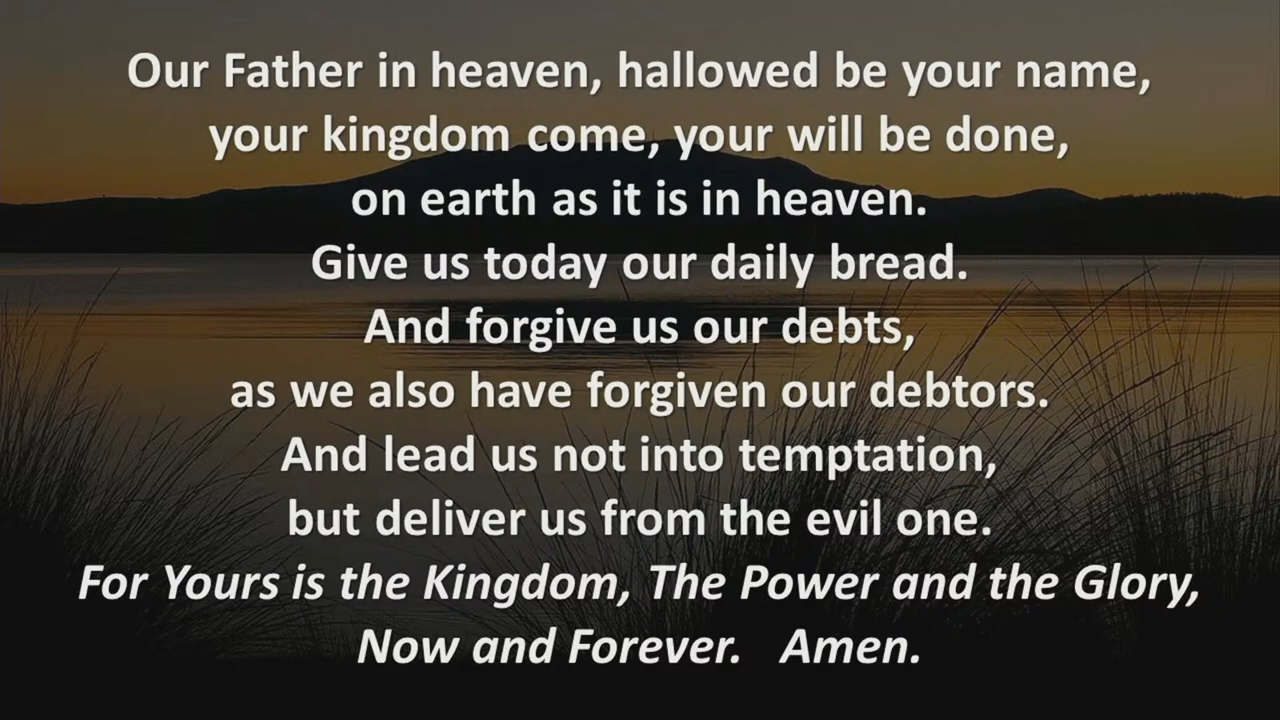 Our Father in heaven, hallowed be your name,
your kingdom come, your will be done,
on earth as it is in heaven.
Give us today our daily bread.
And forgive us our debts,
as we also have forgiven our debtors.
And lead us not into temptation,
but deliver us from the evil one.
For Yours is the Kingdom, The Power and the Glory,
Now and Forever.   Amen.